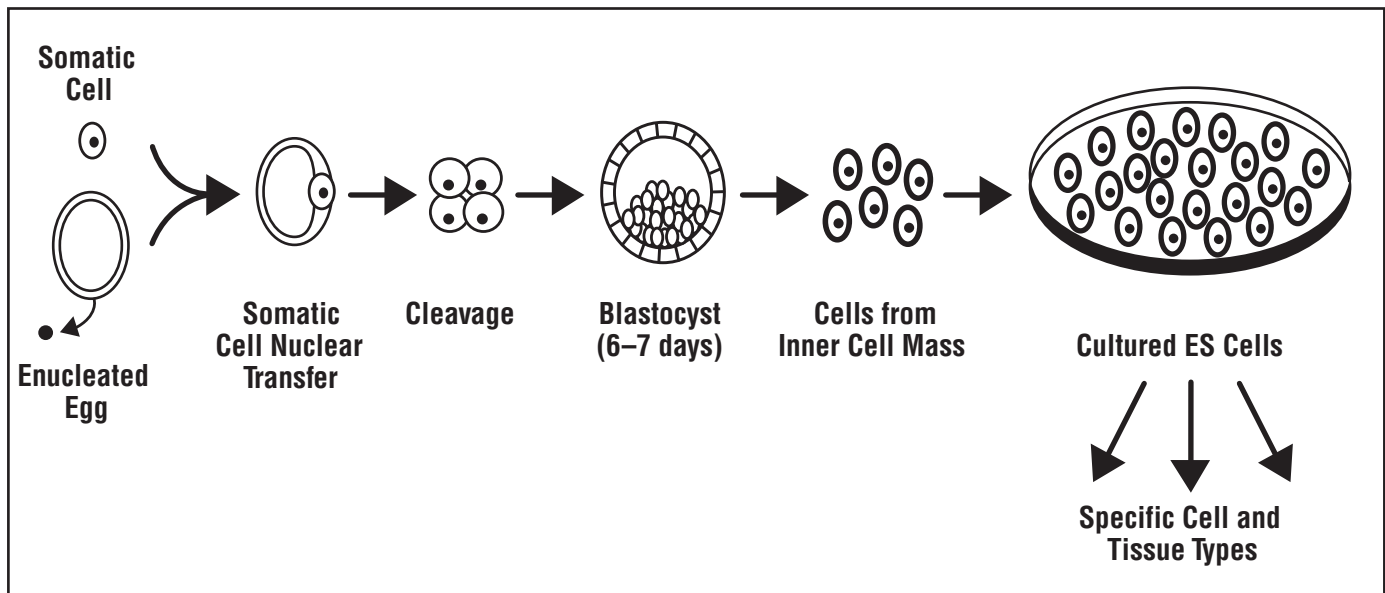 Somatic
Cell
Enucleated
Egg
Somatic
Cell Nuclear
Transfer
Cleavage
Blastocyst
(6–7 days)
Cells from
Inner Cell Mass
Cultured ES Cells
Specific Cell and
Tissue Types